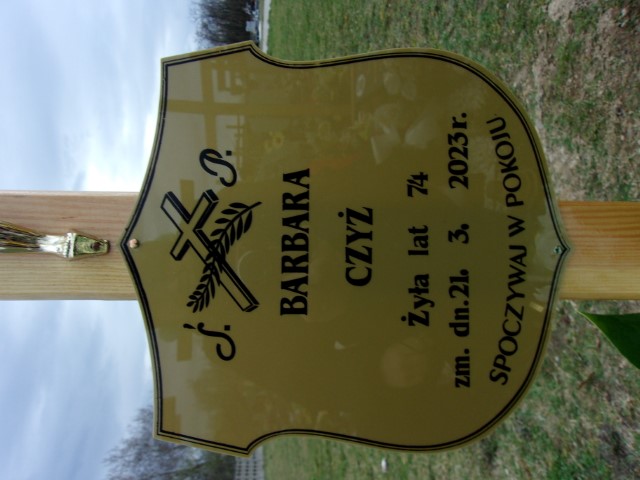 Ś. P.
BARBARA
CZYŻ
Żyła lat 74
zm. dn. 21. 3. 2023 r.
SPOCZYWAJ W POKOJU